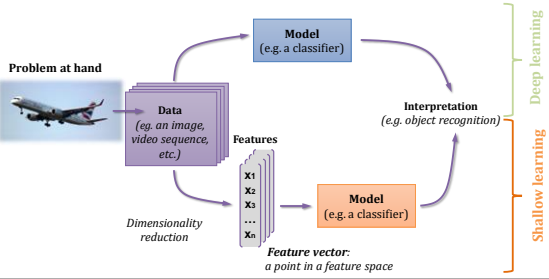 Model
(e.g. a classifier)
Problem at hand
Data
(eg. an image,
video sequence,
etc.)
Interpretation
(e.g. object recognition)
Deep learning
Features
x1
x2
x3
...
xn
Model
(e.g. a classifier)
Dimensionality
reduction
Feature vector:
a point in a feature space
Shallow learning